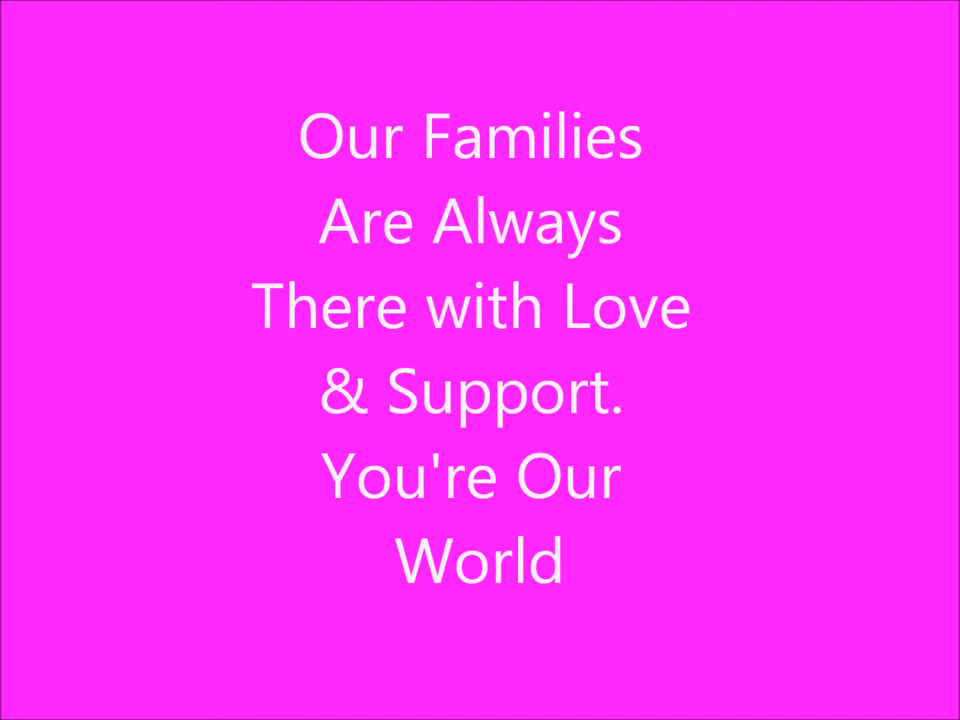 Our Families
Are Always
There with Love
& Support.
You're Our
World